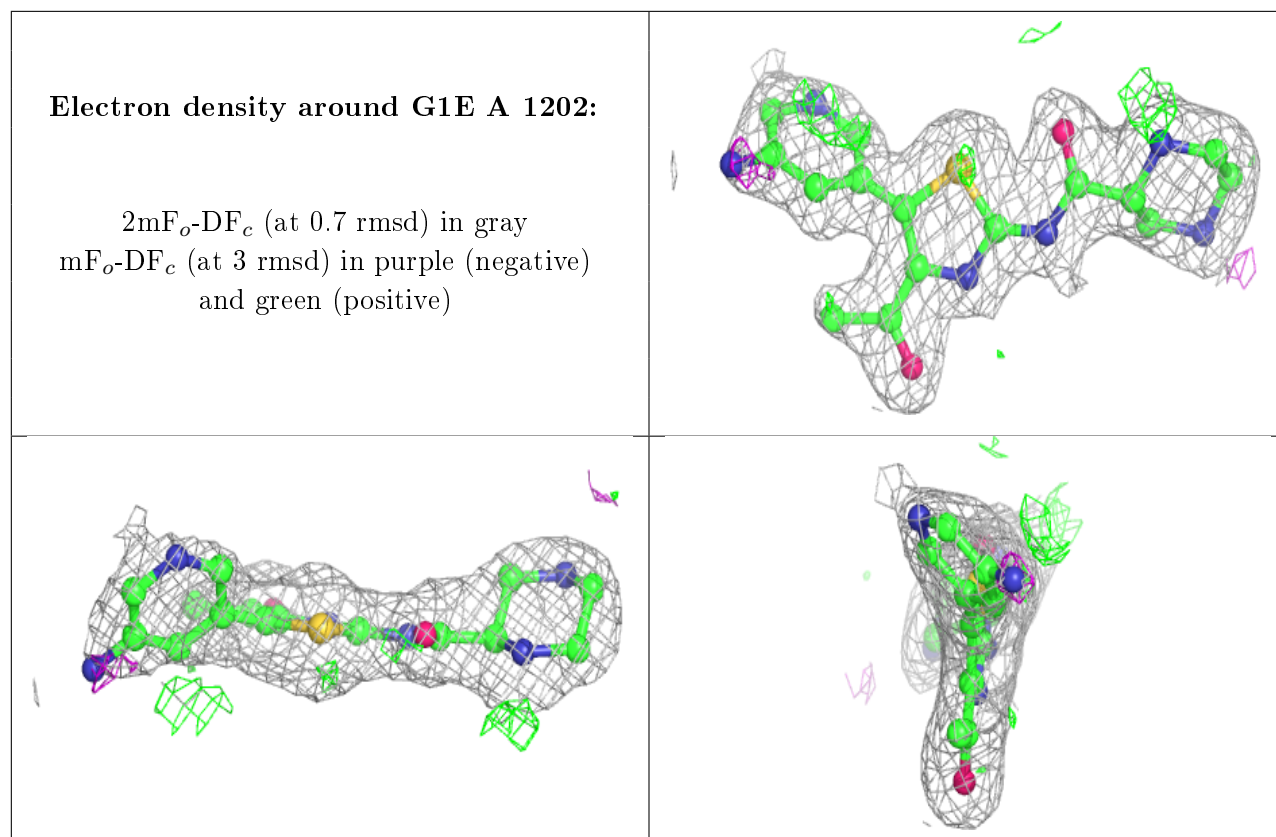 Electron density around G1E A 1202:
2mFₒ-DF𝒸 (at 0.7 rmsd) in gray
mFₒ-DF𝒸 (at 3 rmsd) in purple (negative)
and green (positive)